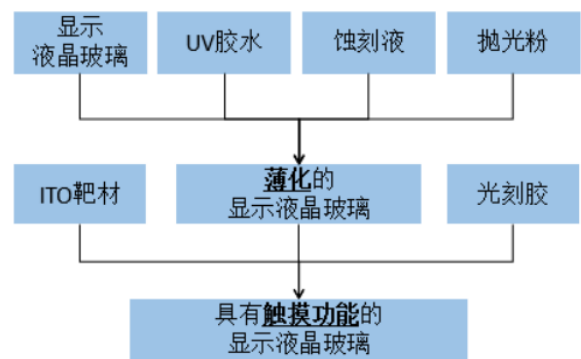 显示
液晶玻璃
UV胶水
蚀刻液
抛光粉
ITO靶材
薄化的
显示液晶玻璃
光刻胶
具有触摸功能的
显示液晶玻璃